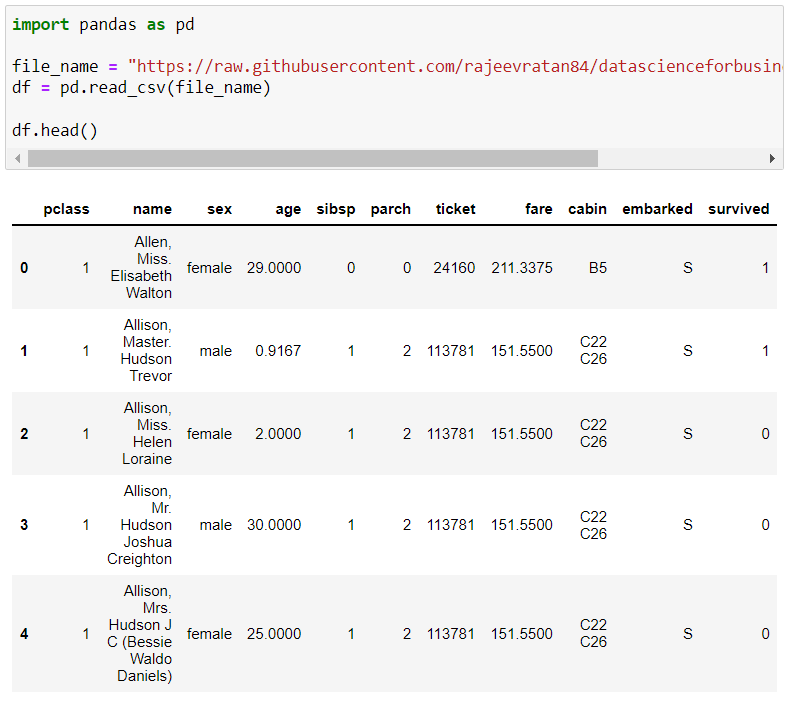 import pandas as pd
file_name = "https://raw.githubusercontent.com/rajeevratan84/datascienceforbusin
df = pd.read_csv(file_name)
df.head()
pclass name sex age sibsp parch ticket fare cabin embarked survived
0 1 Allen, Miss. Elisabeth Walton female 29.0000 0 0 24160 211.3375 B5 S 1
1 1 Allison, Master. Hudson Trevor male 0.9167 1 2 113781 151.5500 C22 C26 S 1
2 1 Allison, Miss. Helen Loraine female 2.0000 1 2 113781 151.5500 C22 C26 S 0
3 1 Allison, Mr. Hudson Joshua Creighton male 30.0000 1 2 113781 151.5500 C22 C26 S 0
4 1 Allison, Mrs. Hudson J C (Bessie Waldo Daniels) female 25.0000 1 2 113781 151.5500 C22 C26 S 0